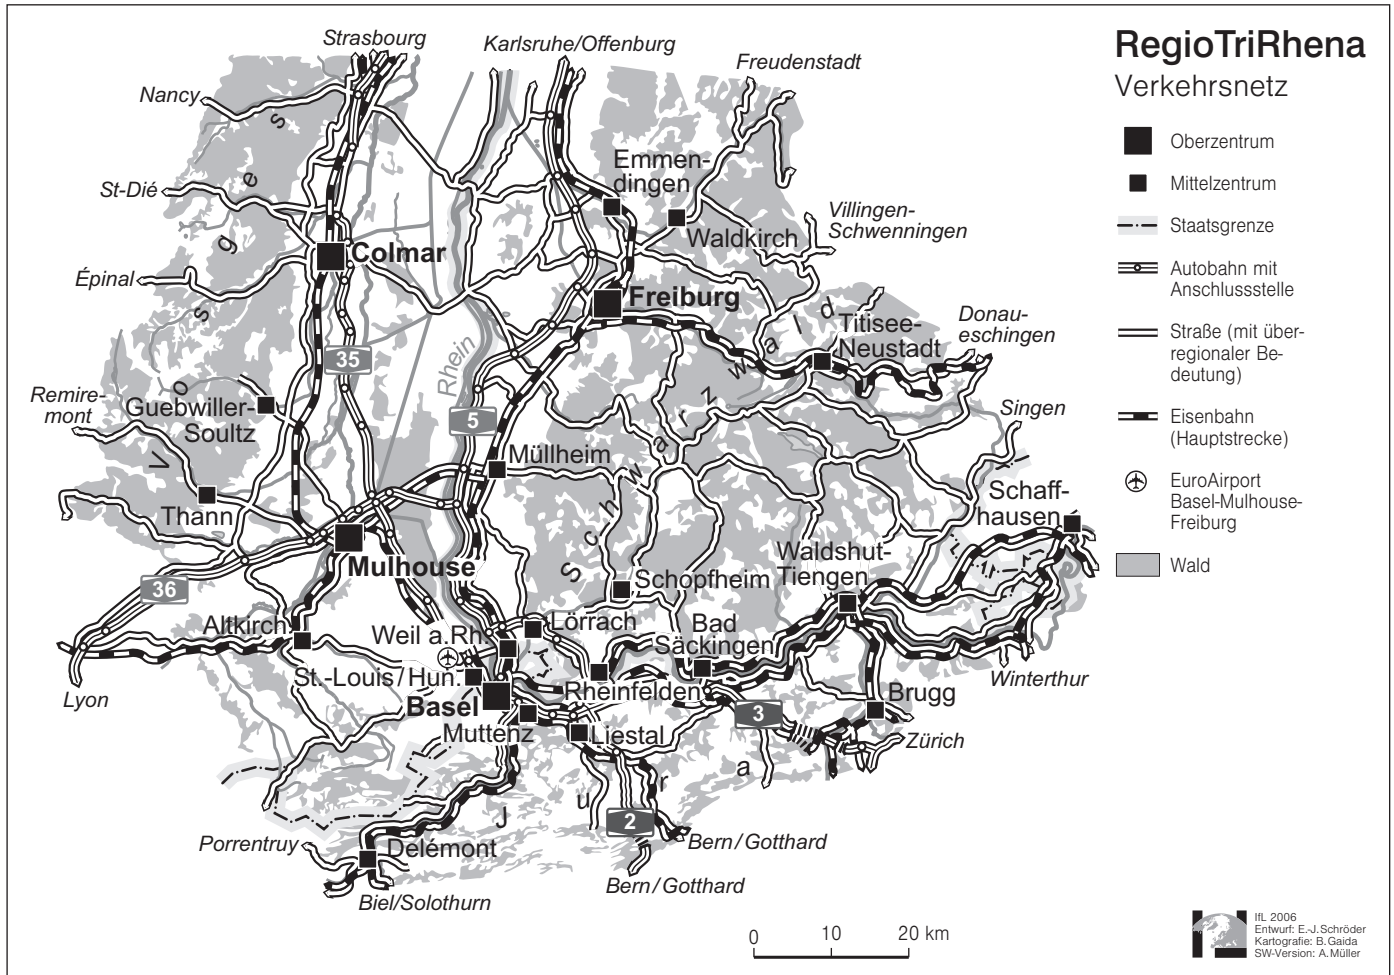 RegioTriRhena
Verkehrsnetz
Oberzentrum
Mittelzentrum
Staatsgrenze
Autobahn mit
Anschlussstelle
Straße (mit über-
regionaler Be-
deutung)
Eisenbahn
(Hauptstrecke)
EuroAirport
Basel-Mulhouse-
Freiburg
Wald
Strasbourg
Karlsruhe/Offenburg
Freudenstadt
Nancy
St-Dié
Épinal
Remire-
mont
Lyon
Porrentruy
Biel/Solothurn
Bern/Gotthard
Bern/Gotthard
Zürich
Winterthur
Singen
Donau-
eschingen
Villingen-
Schwenningen
Emmen-
dingen
Waldkirch
Colmar
Freiburg
Titisee-
Neustadt
Guebwiller-
Soultz
Thann
Müllheim
Mulhouse
Schaff-
hausen
Waldshut-
Tiengen
Schopfheim
Altkirch
Weil a.Rh.
Lörrach
Bad
Säckingen
St.-Louis/Hun.
Basel
Rheinfelden
Muttenz
Liestal
Brugg
Delémont
Vosges
Schwarzwald
Jura
Rhein
35
5
36
3
2
0 10 20 km
IfL 2006
Entwurf: E.-J. Schröder
Kartografie: B. Gaida
SW-Version: A. Müller